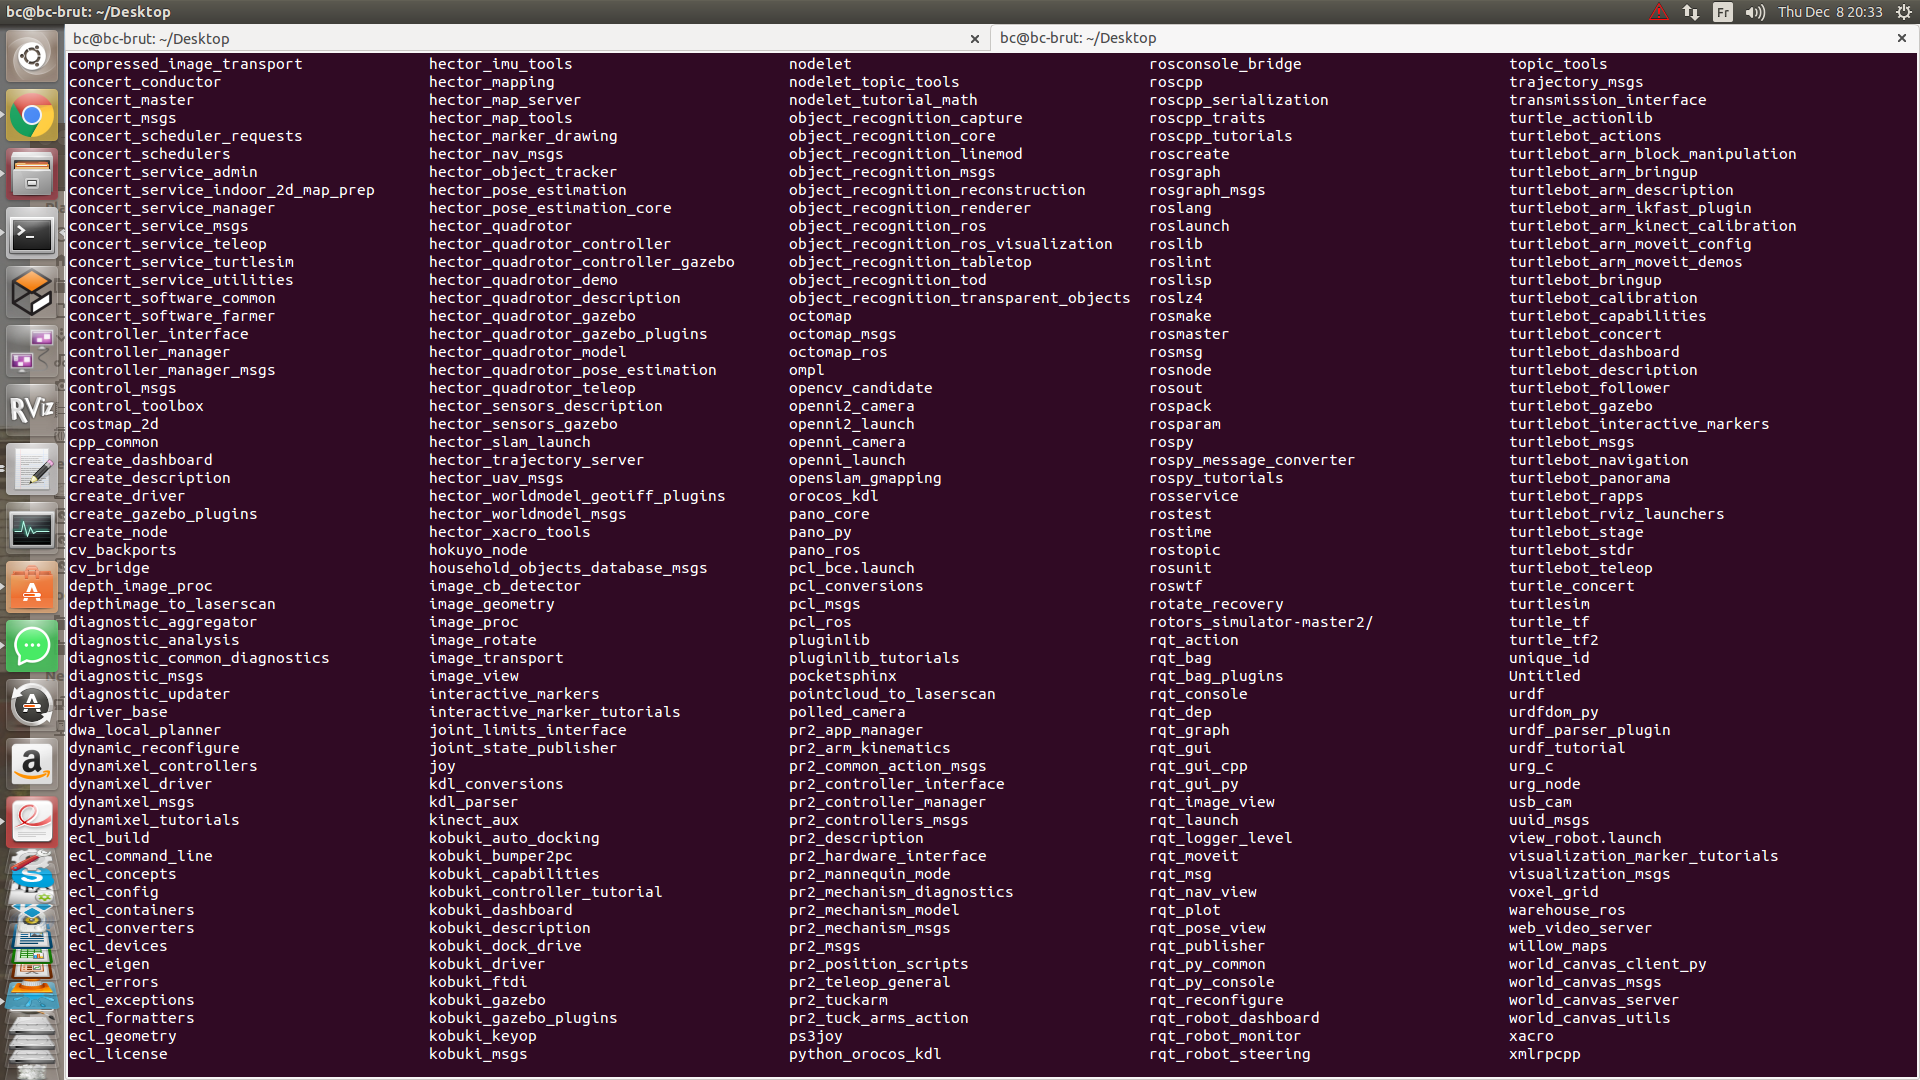 bc@bc-brut: ~/Desktop
Fr
Thu Dec 8 20:33
bc@bc-brut: ~/Desktop
bc@bc-brut: ~/Desktop
compressed_image_transport hector_imu_tools nodelet rosconsole_bridge topic_tools
concert_conductor hector_mapping nodelet_topic_tools roscpp trajectory_msgs
concert_master hector_map_server nodelet_tutorial_math roscpp_serialization transmission_interface
concert_msgs hector_map_tools object_recognition_capture roscpp_traits turtle_actionlib
concert_scheduler_requests hector_marker_drawing object_recognition_core roscpp_tutorials turtlebot_actions
concert_schedulers hector_nav_msgs object_recognition_linemod roscreate turtlebot_arm_block_manipulation
concert_service_admin hector_object_tracker object_recognition_msgs rosgraph turtlebot_arm_bringup
concert_service_indoor_2d_map_prep hector_pose_estimation object_recognition_reconstruction rosgraph_msgs turtlebot_arm_description
concert_service_manager hector_pose_estimation_core object_recognition_renderer roslang turtlebot_arm_ikfast_plugin
concert_service_msgs hector_quadrotor object_recognition_ros roslaunch turtlebot_arm_kinect_calibration
concert_service_teleop hector_quadrotor_controller object_recognition_ros_visualization roslib turtlebot_arm_moveit_config
concert_service_turtlesim hector_quadrotor_controller_gazebo object_recognition_tabletop roslint turtlebot_arm_moveit_demos
concert_service_utilities hector_quadrotor_demo object_recognition_tod roslisp turtlebot_bringup
concert_software_common hector_quadrotor_description object_recognition_transparent_objects roslz4 turtlebot_calibration
concert_software_farmer hector_quadrotor_gazebo octomap rosmake turtlebot_capabilities
controller_interface hector_quadrotor_gazebo_plugins octomap_msgs rosmaster turtlebot_concert
controller_manager hector_quadrotor_model octomap_ros rosmsg turtlebot_dashboard
controller_manager_msgs hector_quadrotor_pose_estimation ompl rosnode turtlebot_description
control_msgs hector_quadrotor_teleop opencv_candidate rosout turtlebot_follower
control_toolbox hector_sensors_description openni2_camera rospack turtlebot_gazebo
costmap_2d hector_sensors_gazebo openni2_launch rosparam turtlebot_interactive_markers
cpp_common hector_slam_launch openni_camera rospy turtlebot_msgs
create_dashboard hector_trajectory_server openni_launch rospy_message_converter turtlebot_navigation
create_description hector_uav_msgs openslam_gmapping rospy_tutorials turtlebot_panorama
create_driver hector_worldmodel_geotiff_plugins orocos_kdl rosservice turtlebot_rapps
create_gazebo_plugins hector_worldmodel_msgs pano_core rostest turtlebot_rviz_launchers
create_node hector_xacro_tools pano_py rostime turtlebot_stage
cv_backports hokuyo_node pano_ros rostopic turtlebot_stdr
cv_bridge household_objects_database_msgs pcl_bce.launch rosunit turtlebot_teleop
depth_image_proc image_cb_detector pcl_conversions roswtf turtle_concert
depthimage_to_laserscan image_geometry pcl_msgs rotate_recovery turtlesim
diagnostic_aggregator image_proc pcl_ros rotors_simulator-master2/ turtle_tf
diagnostic_analysis image_rotate pluginlib rqt_action turtle_tf2
diagnostic_common_diagnostics image_transport pluginlib_tutorials rqt_bag unique_id
diagnostic_msgs image_view pocketsphinx rqt_bag_plugins Untitled
diagnostic_updater interactive_markers pointcloud_to_laserscan rqt_console urdf
driver_base interactive_marker_tutorials polled_camera rqt_dep urdfdom_py
dwa_local_planner joint_limits_interface pr2_app_manager rqt_graph urdf_parser_plugin
dynamic_reconfigure joint_state_publisher pr2_arm_kinematics rqt_gui urdf_tutorial
dynamixel_controllers joy pr2_common_action_msgs rqt_gui_cpp urg_c
dynamixel_driver kdl_conversions pr2_controller_interface rqt_gui_py urg_node
dynamixel_msgs kdl_parser pr2_controller_manager rqt_image_view usb_cam
dynamixel_tutorials kinect_aux pr2_controllers_msgs rqt_launch uuid_msgs
ecl_build kobuki_auto_docking pr2_description rqt_logger_level view_robot.launch
ecl_command_line kobuki_bumper2pc pr2_hardware_interface rqt_moveit visualization_marker_tutorials
ecl_concepts kobuki_capabilities pr2_mannequin_mode rqt_msg visualization_msgs
ecl_config kobuki_controller_tutorial pr2_mechanism_diagnostics rqt_nav_view voxel_grid
ecl_containers kobuki_dashboard pr2_mechanism_model rqt_plot warehouse_ros
ecl_converters kobuki_description pr2_mechanism_msgs rqt_pose_view web_video_server
ecl_devices kobuki_dock_drive pr2_msgs rqt_publisher willow_maps
ecl_eigen kobuki_driver pr2_position_scripts rqt_py_common world_canvas_client_py
ecl_errors kobuki_ftdi pr2_teleop_general rqt_py_console world_canvas_msgs
ecl_exceptions kobuki_gazebo pr2_tuckarm rqt_reconfigure world_canvas_server
ecl_formatters kobuki_gazebo_plugins pr2_tuck_arms_action rqt_robot_dashboard world_canvas_utils
ecl_geometry kobuki_keyop ps3joy rqt_robot_monitor xacro
ecl_license kobuki_msgs python_orocos_kdl rqt_robot_steering xmlrpcpp
RViz